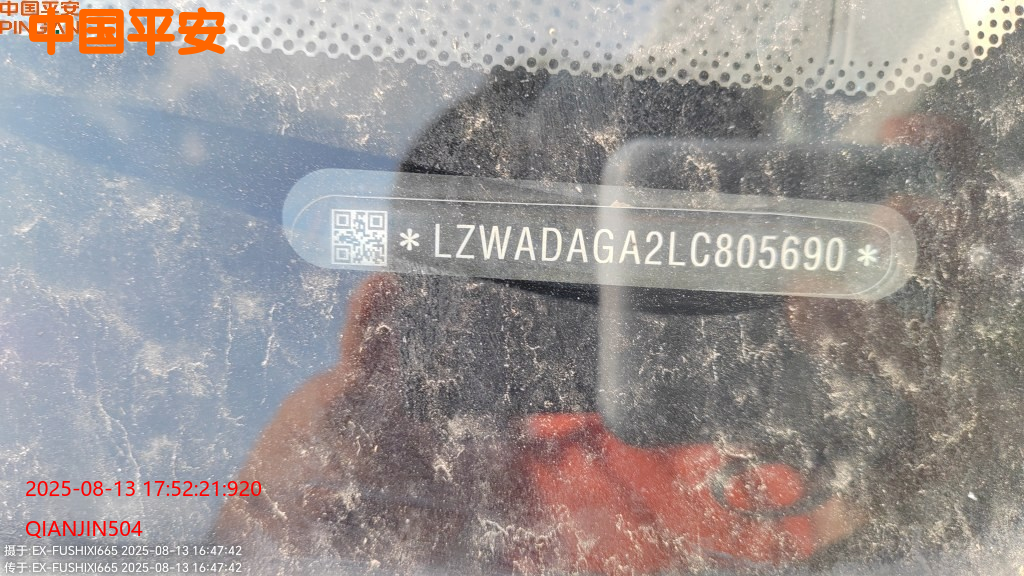 中国平安
PINGAN
中国平安
* LZWADAGA2LC805690 *
2025-08-13 17:52:21:920
QIANJIN504
摄于 EX-FUSHIXI665 2025-08-13 16:47:42
传于 EX-FUSHIXI665 2025-08-13 16:47:42